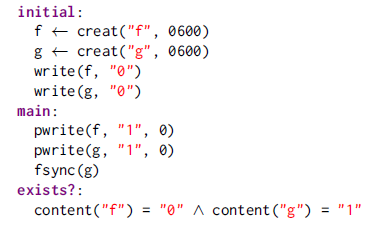 initial:
f ← creat("f", 0600)
g ← creat("g", 0600)
write(f, "0")
write(g, "0")
main:
pwrite(f, "1", 0)
pwrite(g, "1", 0)
fsync(g)
exists?:
content("f") = "0" ∧ content("g") = "1"